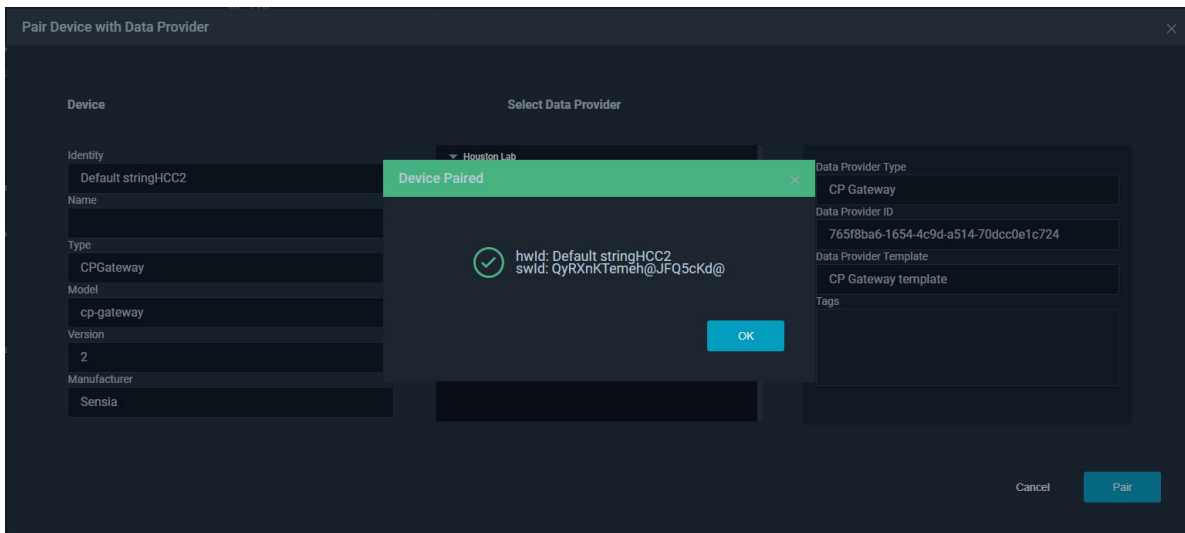 Pair Device with Data Provider
Device
Select Data Provider
Identity
Default stringHCC2
Name
Type
CPGateway
Model
cp-gateway
Version
2
Manufacturer
Sensia
Houston Lab
Device Paired
hwId: Default stringHCC2
swId: QyRXnKTemeh@JFQ5cKd@
OK
Data Provider Type
CP Gateway
Data Provider ID
765f8ba6-1654-4c9d-a514-70dcc0e1c724
Data Provider Template
CP Gateway template
Tags
Cancel
Pair